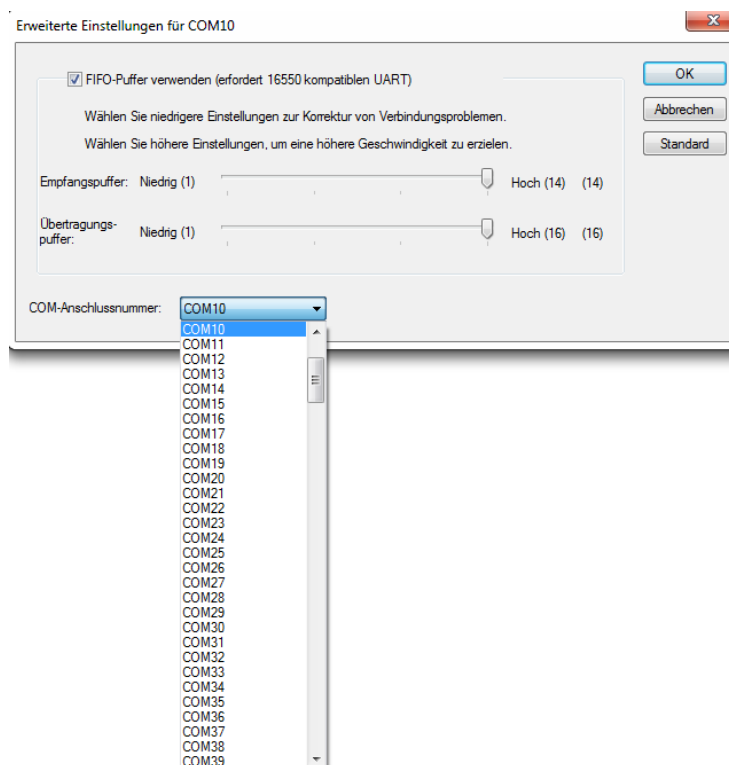 Erweiterte Einstellungen für COM10
FIFO-Puffer verwenden (erfordert 16550 kompatiblen UART)
OK
Wählen Sie niedrigere Einstellungen zur Korrektur von Verbindungsproblemen.
Abbrechen
Wählen Sie höhere Einstellungen, um eine höhere Geschwindigkeit zu erzielen.
Standard
Empfangspuffer: Niedrig (1) Hoch (14) (14)
Übertragungs-
puffer: Niedrig (1) Hoch (16) (16)
COM-Anschlussnummer: COM10
COM10
COM11
COM12
COM13
COM14
COM15
COM16
COM17
COM18
COM19
COM20
COM21
COM22
COM23
COM24
COM25
COM26
COM27
COM28
COM29
COM30
COM31
COM32
COM33
COM34
COM35
COM36
COM37
COM38
COM39